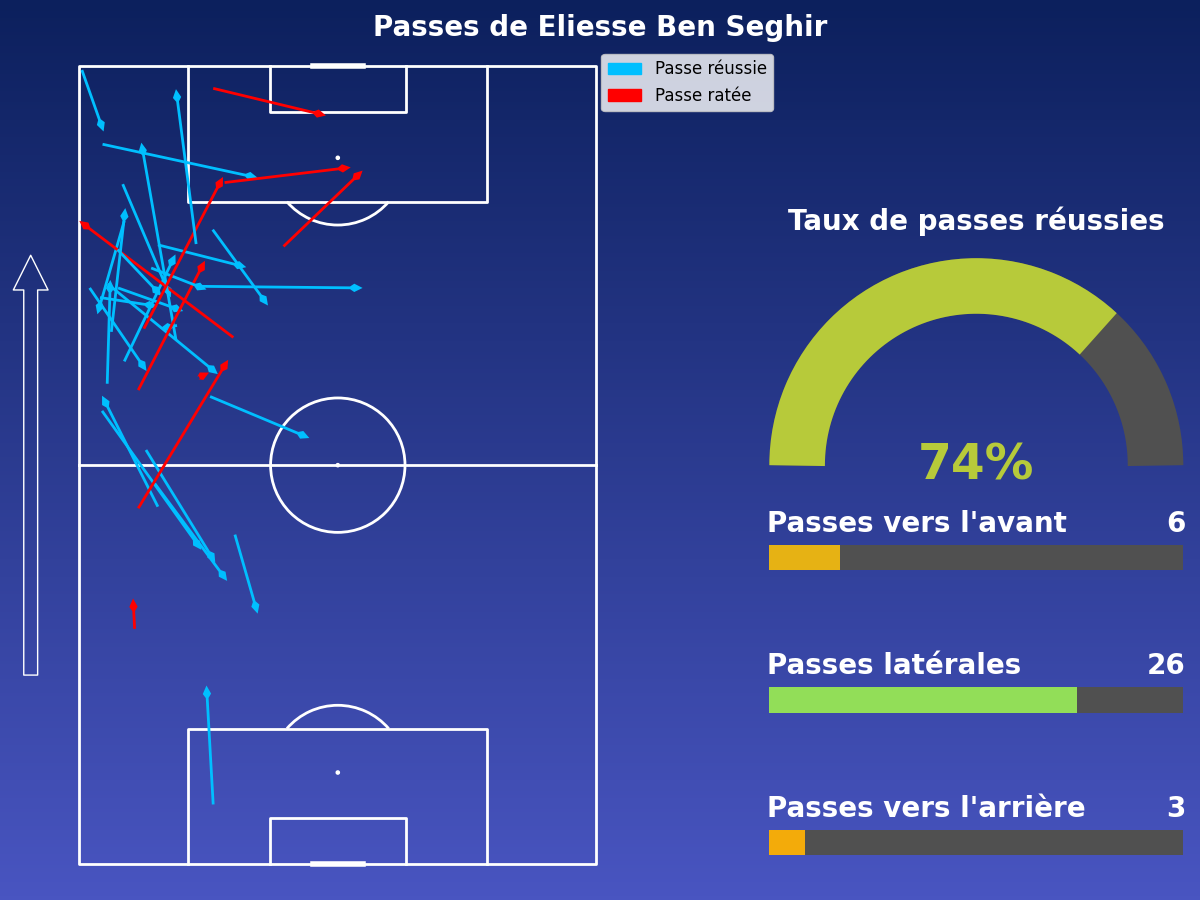 Passes de Eliesse Ben Seghir
Passe réussie
Passe ratée
Taux de passes réussies
74%
Passes vers l'avant 6
Passes latérales 26
Passes vers l'arrière 3